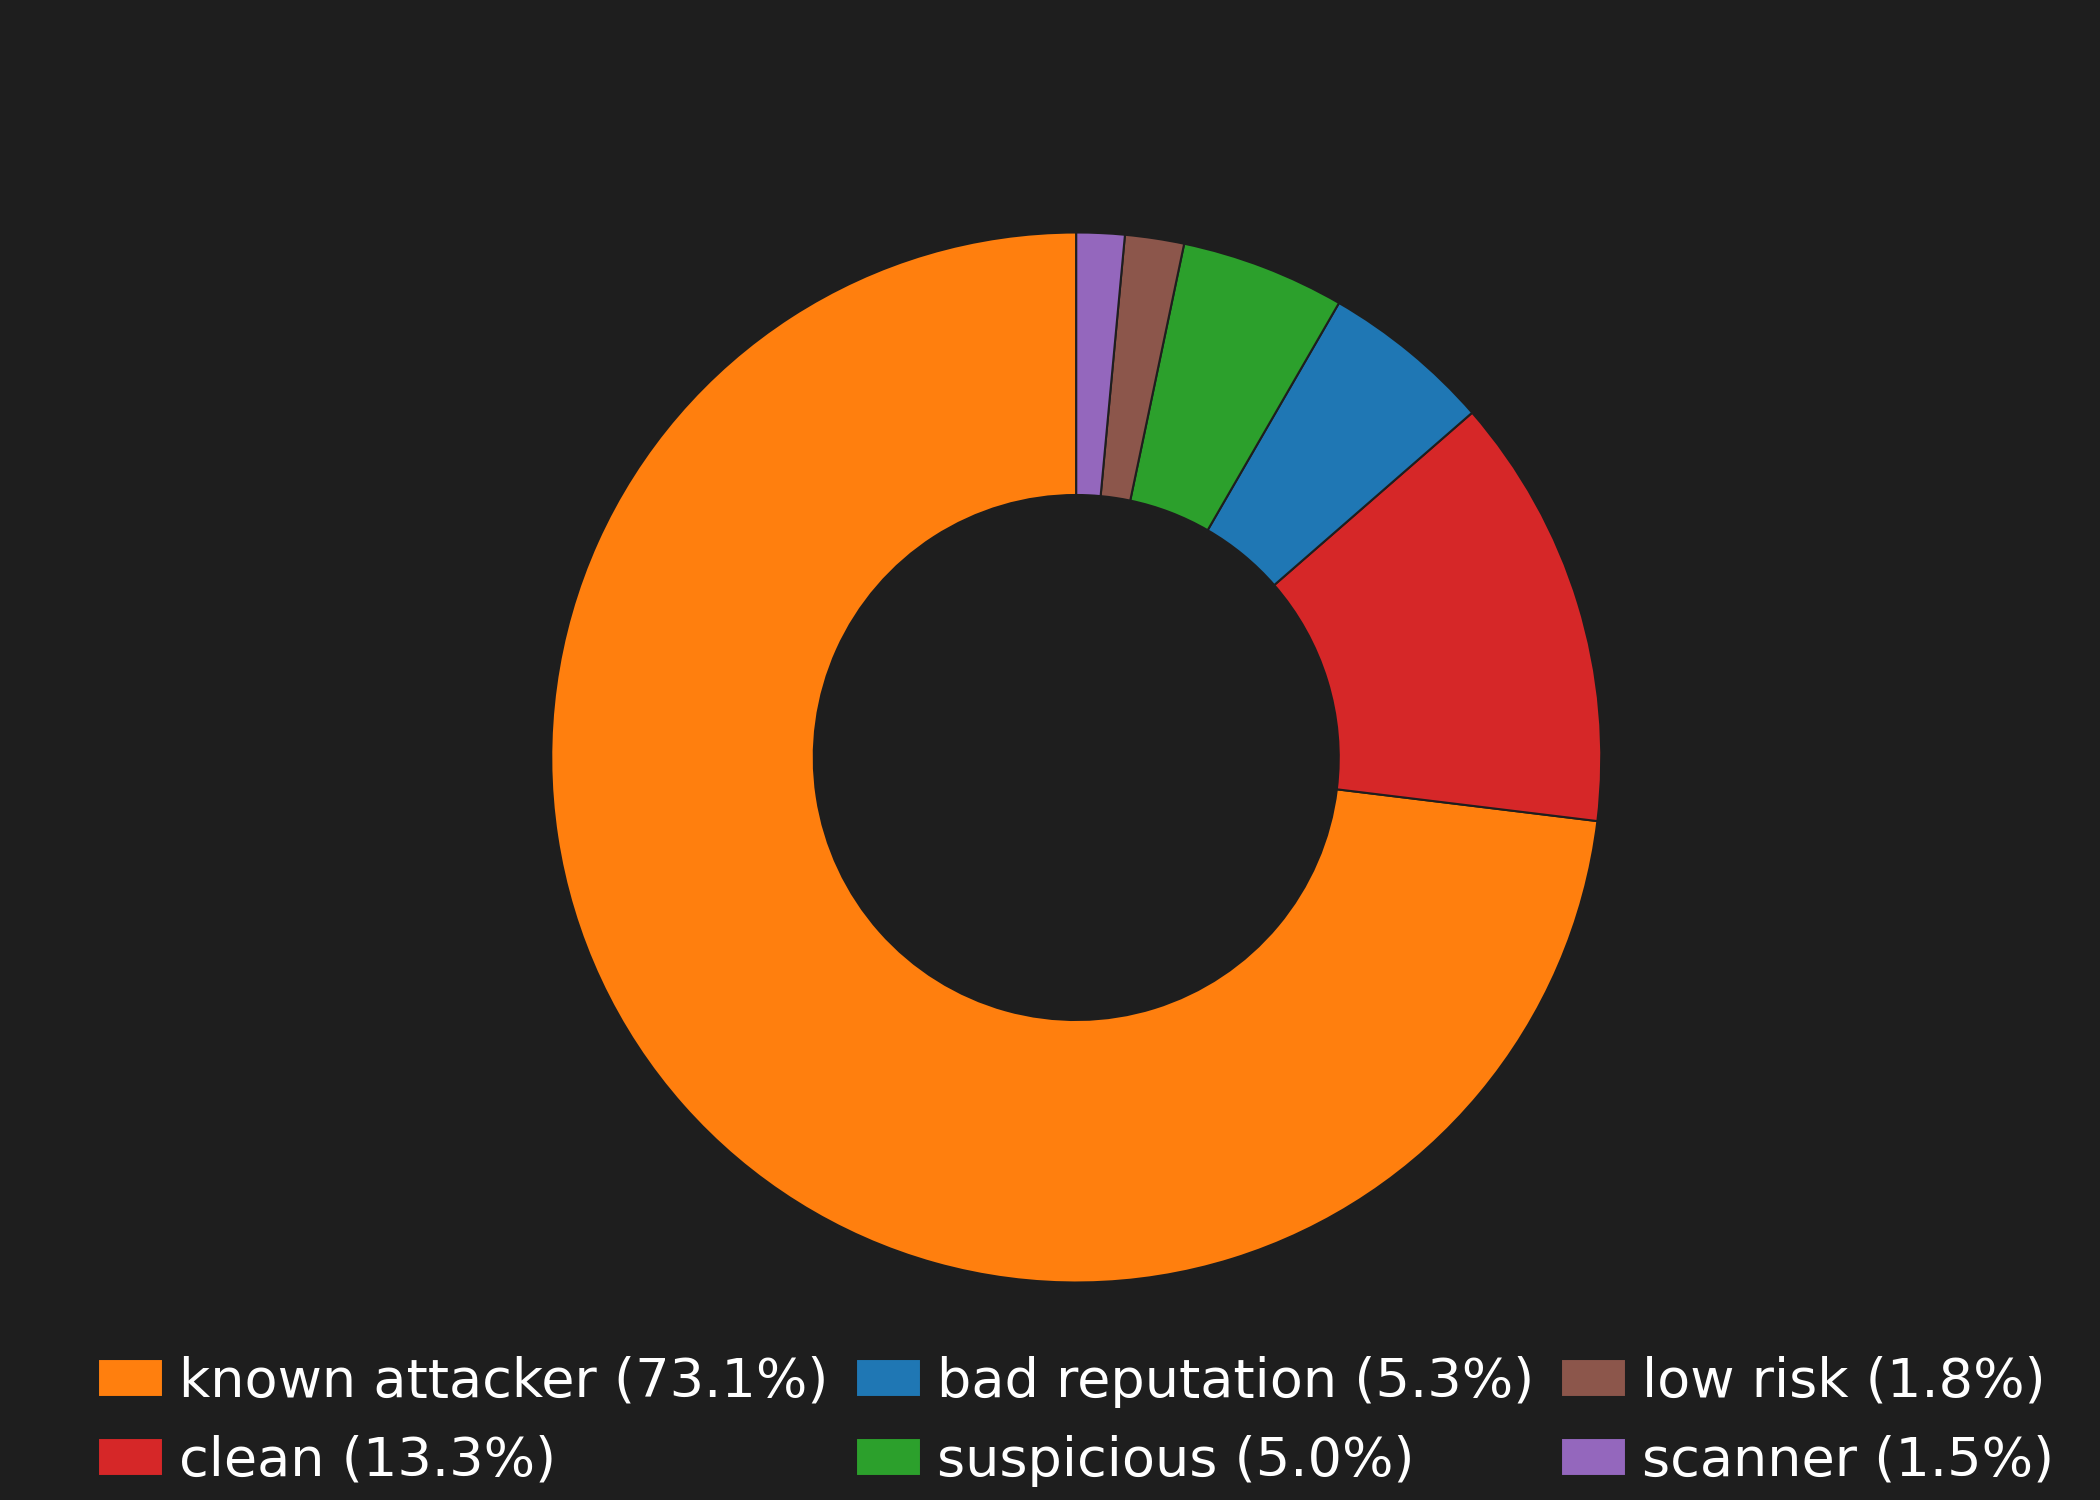 known attacker (73.1%)
clean (13.3%)
bad reputation (5.3%)
suspicious (5.0%)
low risk (1.8%)
scanner (1.5%)